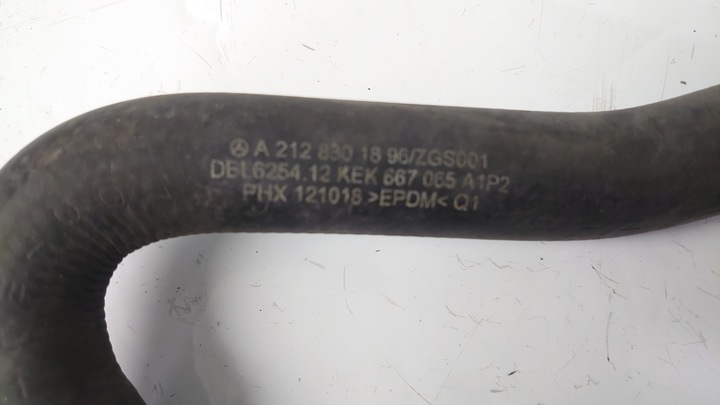 A 212 830 18 96/ZGS001
DBL6254.12 KEK 667 065 A1P2
PHX 121018 >EPDM< Q1